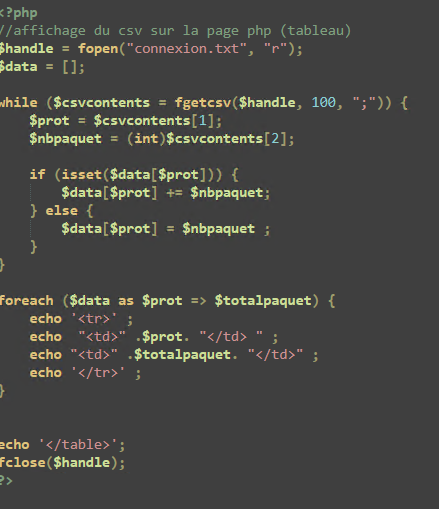 <?php
//affichage du csv sur la page php (tableau)
$handle = fopen("connexion.txt", "r");
$data = [];
while ($csvcontents = fgetcsv($handle, 100, ";")) {
$prot = $csvcontents[1];
$nbpaquet = (int)$csvcontents[2];
if (isset($data[$prot])) {
$data[$prot] += $nbpaquet;
} else {
$data[$prot] = $nbpaquet ;
}
}
foreach ($data as $prot => $totalpaquet) {
echo '<tr>' ;
echo  "<td>" .$prot. "</td> " ;
echo "<td>" .$totalpaquet. "</td>" ;
echo '</tr>' ;
}
echo '</table>';
fclose($handle);
?>